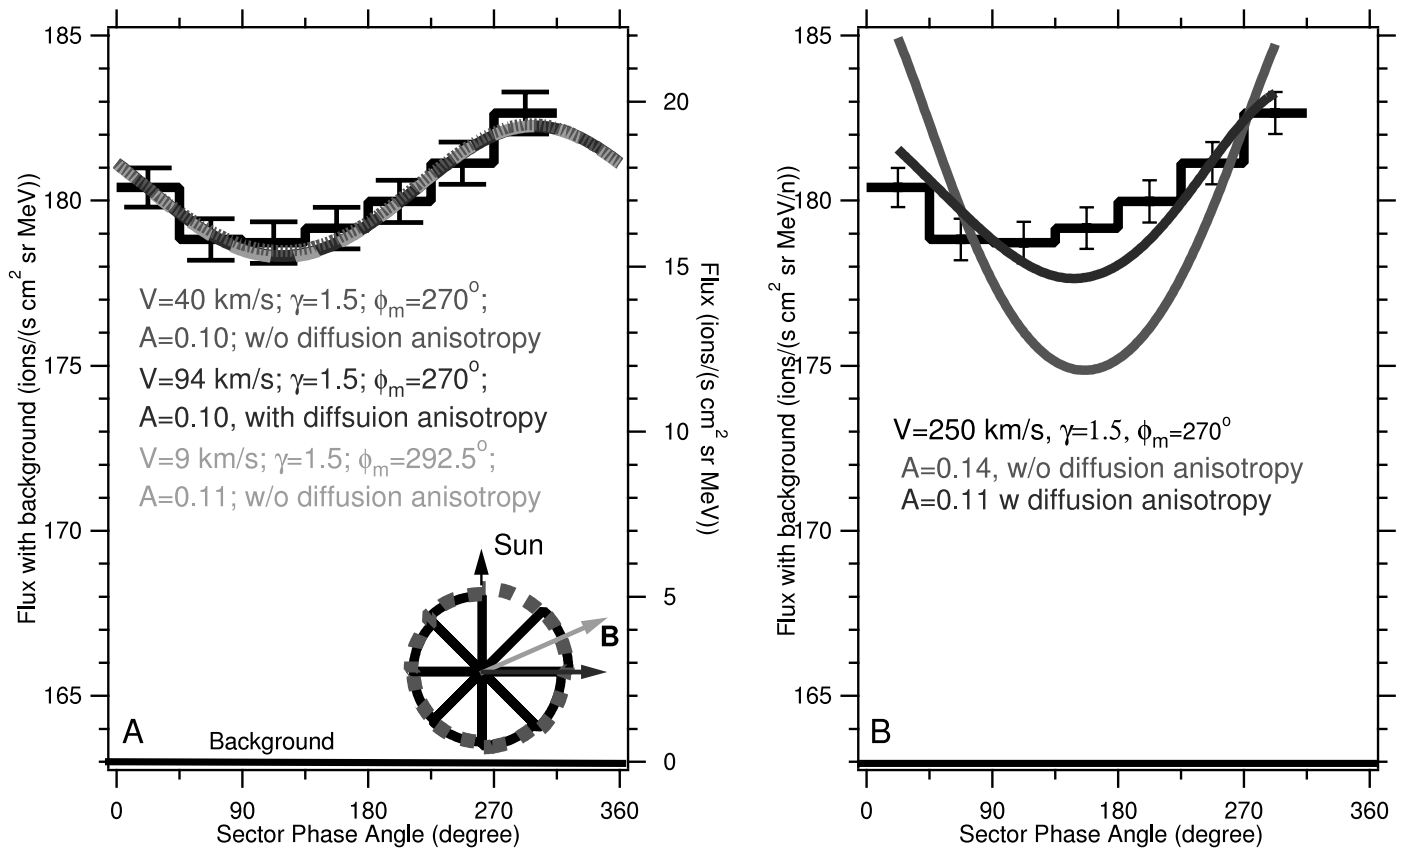 185
180
175
170
165
Flux with background (ions/(s cm² sr MeV))
V=40 km/s; γ=1.5; ϕₘ=270°;
A=0.10; w/o diffusion anisotropy
V=94 km/s; γ=1.5; ϕₘ=270°;
A=0.10, with diffsuion anisotropy
V=9 km/s; γ=1.5; ϕₘ=292.5°;
A=0.11; w/o diffusion anisotropy
Sun
B
A
Background
0
90
180
270
360
Sector Phase Angle (degree)
20
15
10
5
0
Flux (ions/(s cm² sr MeV))
185
180
175
170
165
Flux with background (ions/(s cm² sr MeV/n))
V=250 km/s, γ=1.5, ϕₘ=270°
A=0.14, w/o diffusion anisotropy
A=0.11 w diffusion anisotropy
B
0
90
180
270
360
Sector Phase Angle (degree)